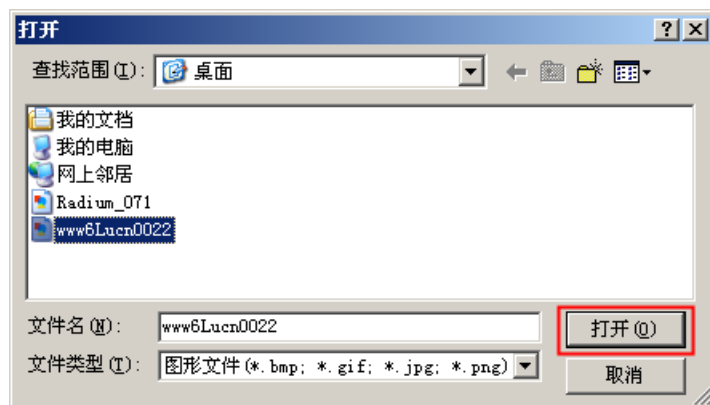 打开
查找范围(I): 桌面
我的文档
我的电脑
网上邻居
Radium_071
www6Lucn0022
文件名(N): www6Lucn0022 打开(O)
文件类型(T): 图形文件(*.bmp; *.gif; *.jpg; *.png) 取消